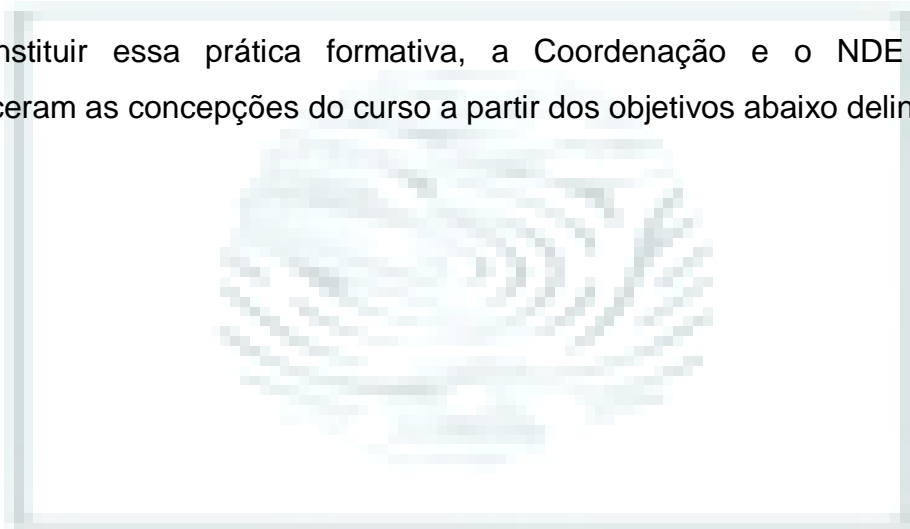 nstituir essa prática formativa, a Coordenação e o NDE
ceram as concepções do curso a partir dos objetivos abaixo delin